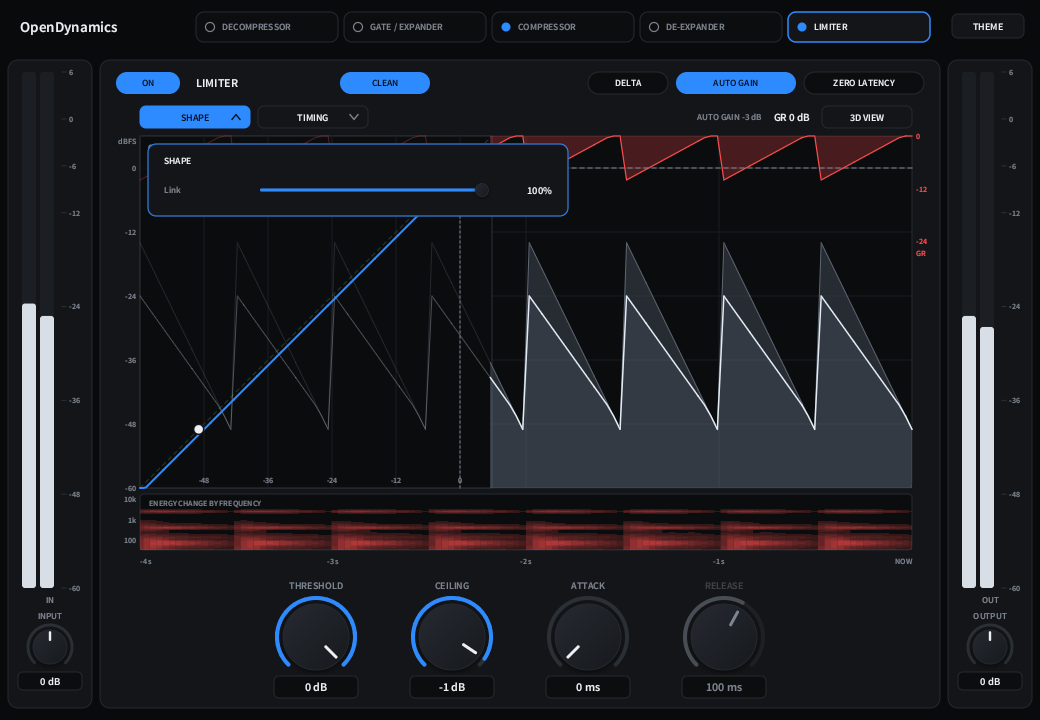 OpenDynamics
DECOMPRESSOR
GATE / EXPANDER
COMPRESSOR
DE-EXPANDER
LIMITER
THEME
ON
LIMITER
CLEAN
DELTA
AUTO GAIN
ZERO LATENCY
SHAPE
TIMING
AUTO GAIN -3 dB
GR 0 dB
3D VIEW
SHAPE
Link
100%
dBFS
0
-12
-24
-36
-48
-60
-48
-36
-24
-12
0
0
-12
-24
GR
ENERGY CHANGE BY FREQUENCY
10k
1k
100
-4s
-3s
-2s
-1s
NOW
THRESHOLD
0 dB
CEILING
-1 dB
ATTACK
0 ms
RELEASE
100 ms
6
0
-6
-12
-24
-36
-48
-60
IN
INPUT
0 dB
6
0
-6
-12
-24
-36
-48
-60
OUT
OUTPUT
0 dB